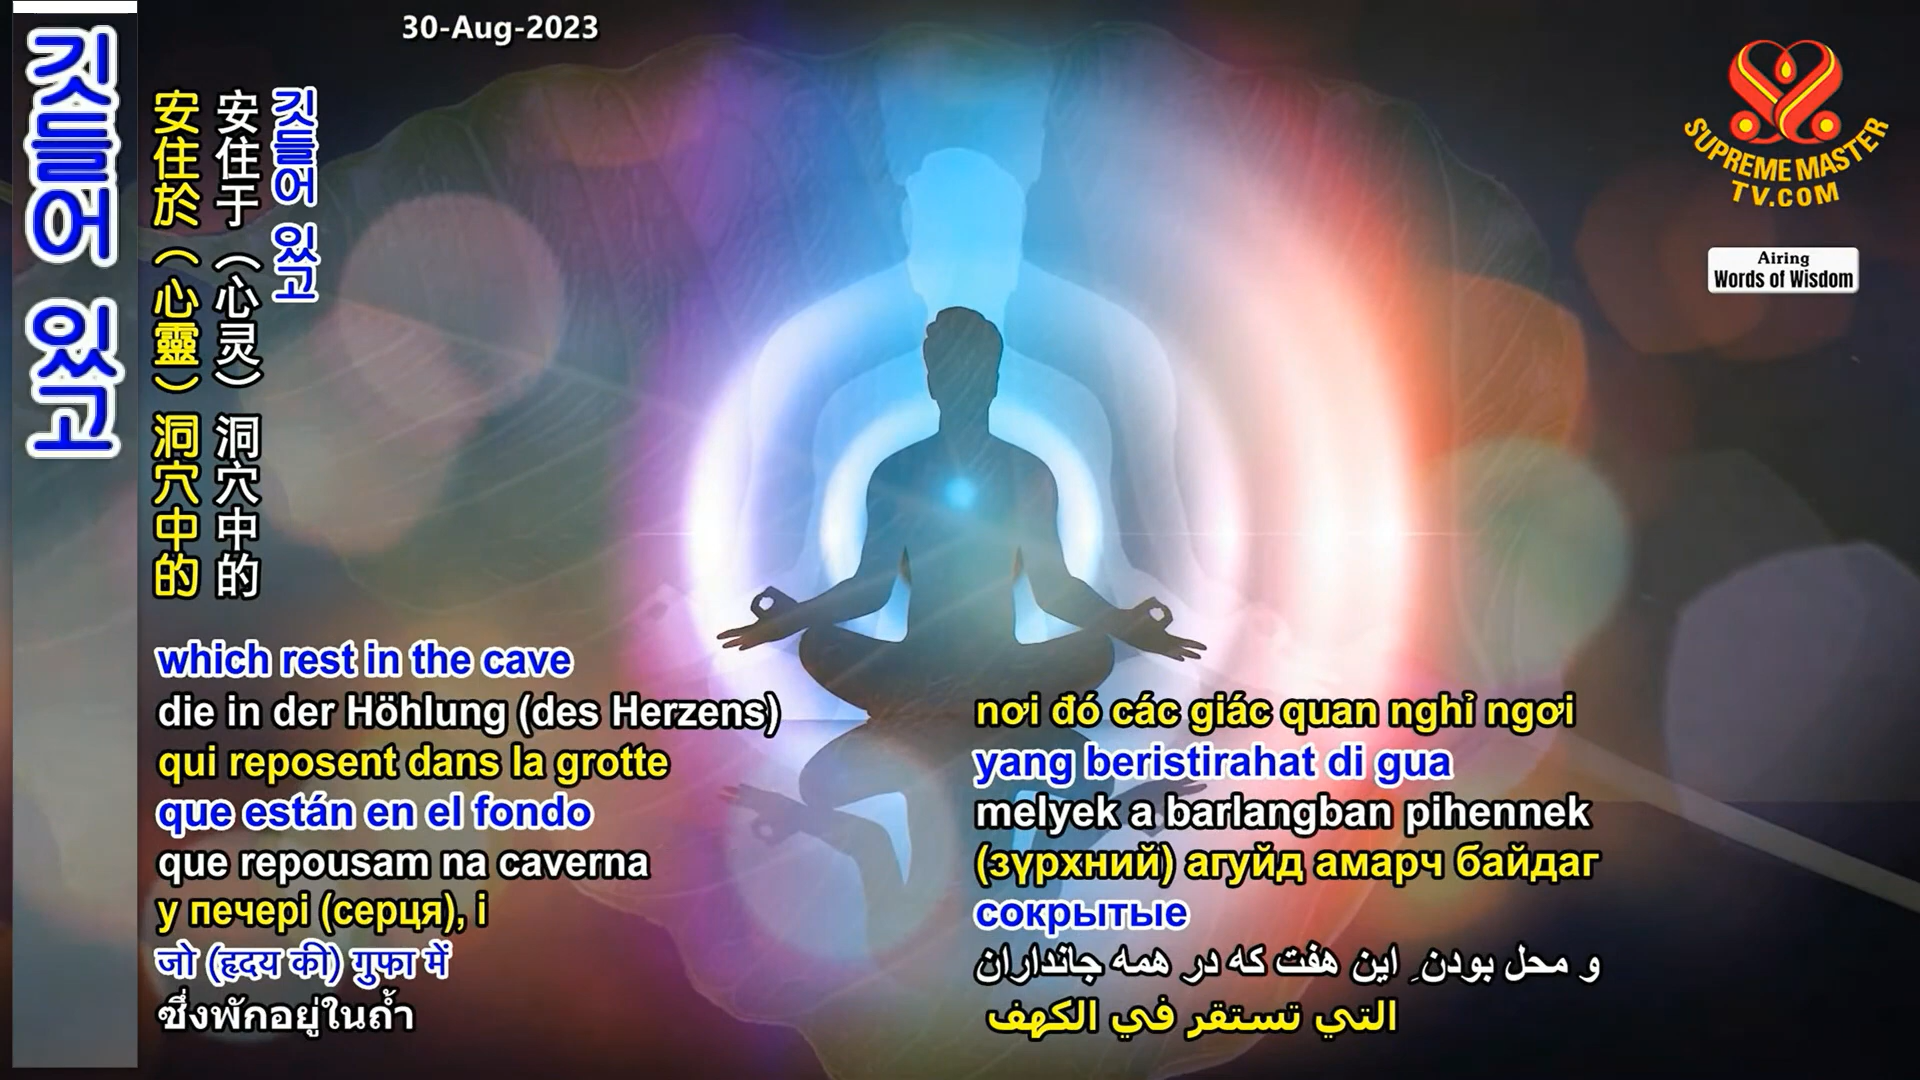 30-Aug-2023
깃들어 있고
安住於（心靈）洞穴中的
安住于（心灵）洞穴中的
깃들어 있고
SUPREME MASTER
TV.COM
Airing
Words of Wisdom
which rest in the cave
die in der Höhlung (des Herzens)
qui reposent dans la grotte
que están en el fondo
que repousam na caverna
у печері (серця), і
जो (हृदय की) गुफा में
ซึ่งพักอยู่ในถ้ำ
nơi đó các giác quan nghỉ ngơi
yang beristirahat di gua
melyek a barlangban pihennek
(зүрхний) агуйд амарч байдаг
сокрытые
و محل بودنِ این هفت که در همه جانداران
التي تستقر في الكهف